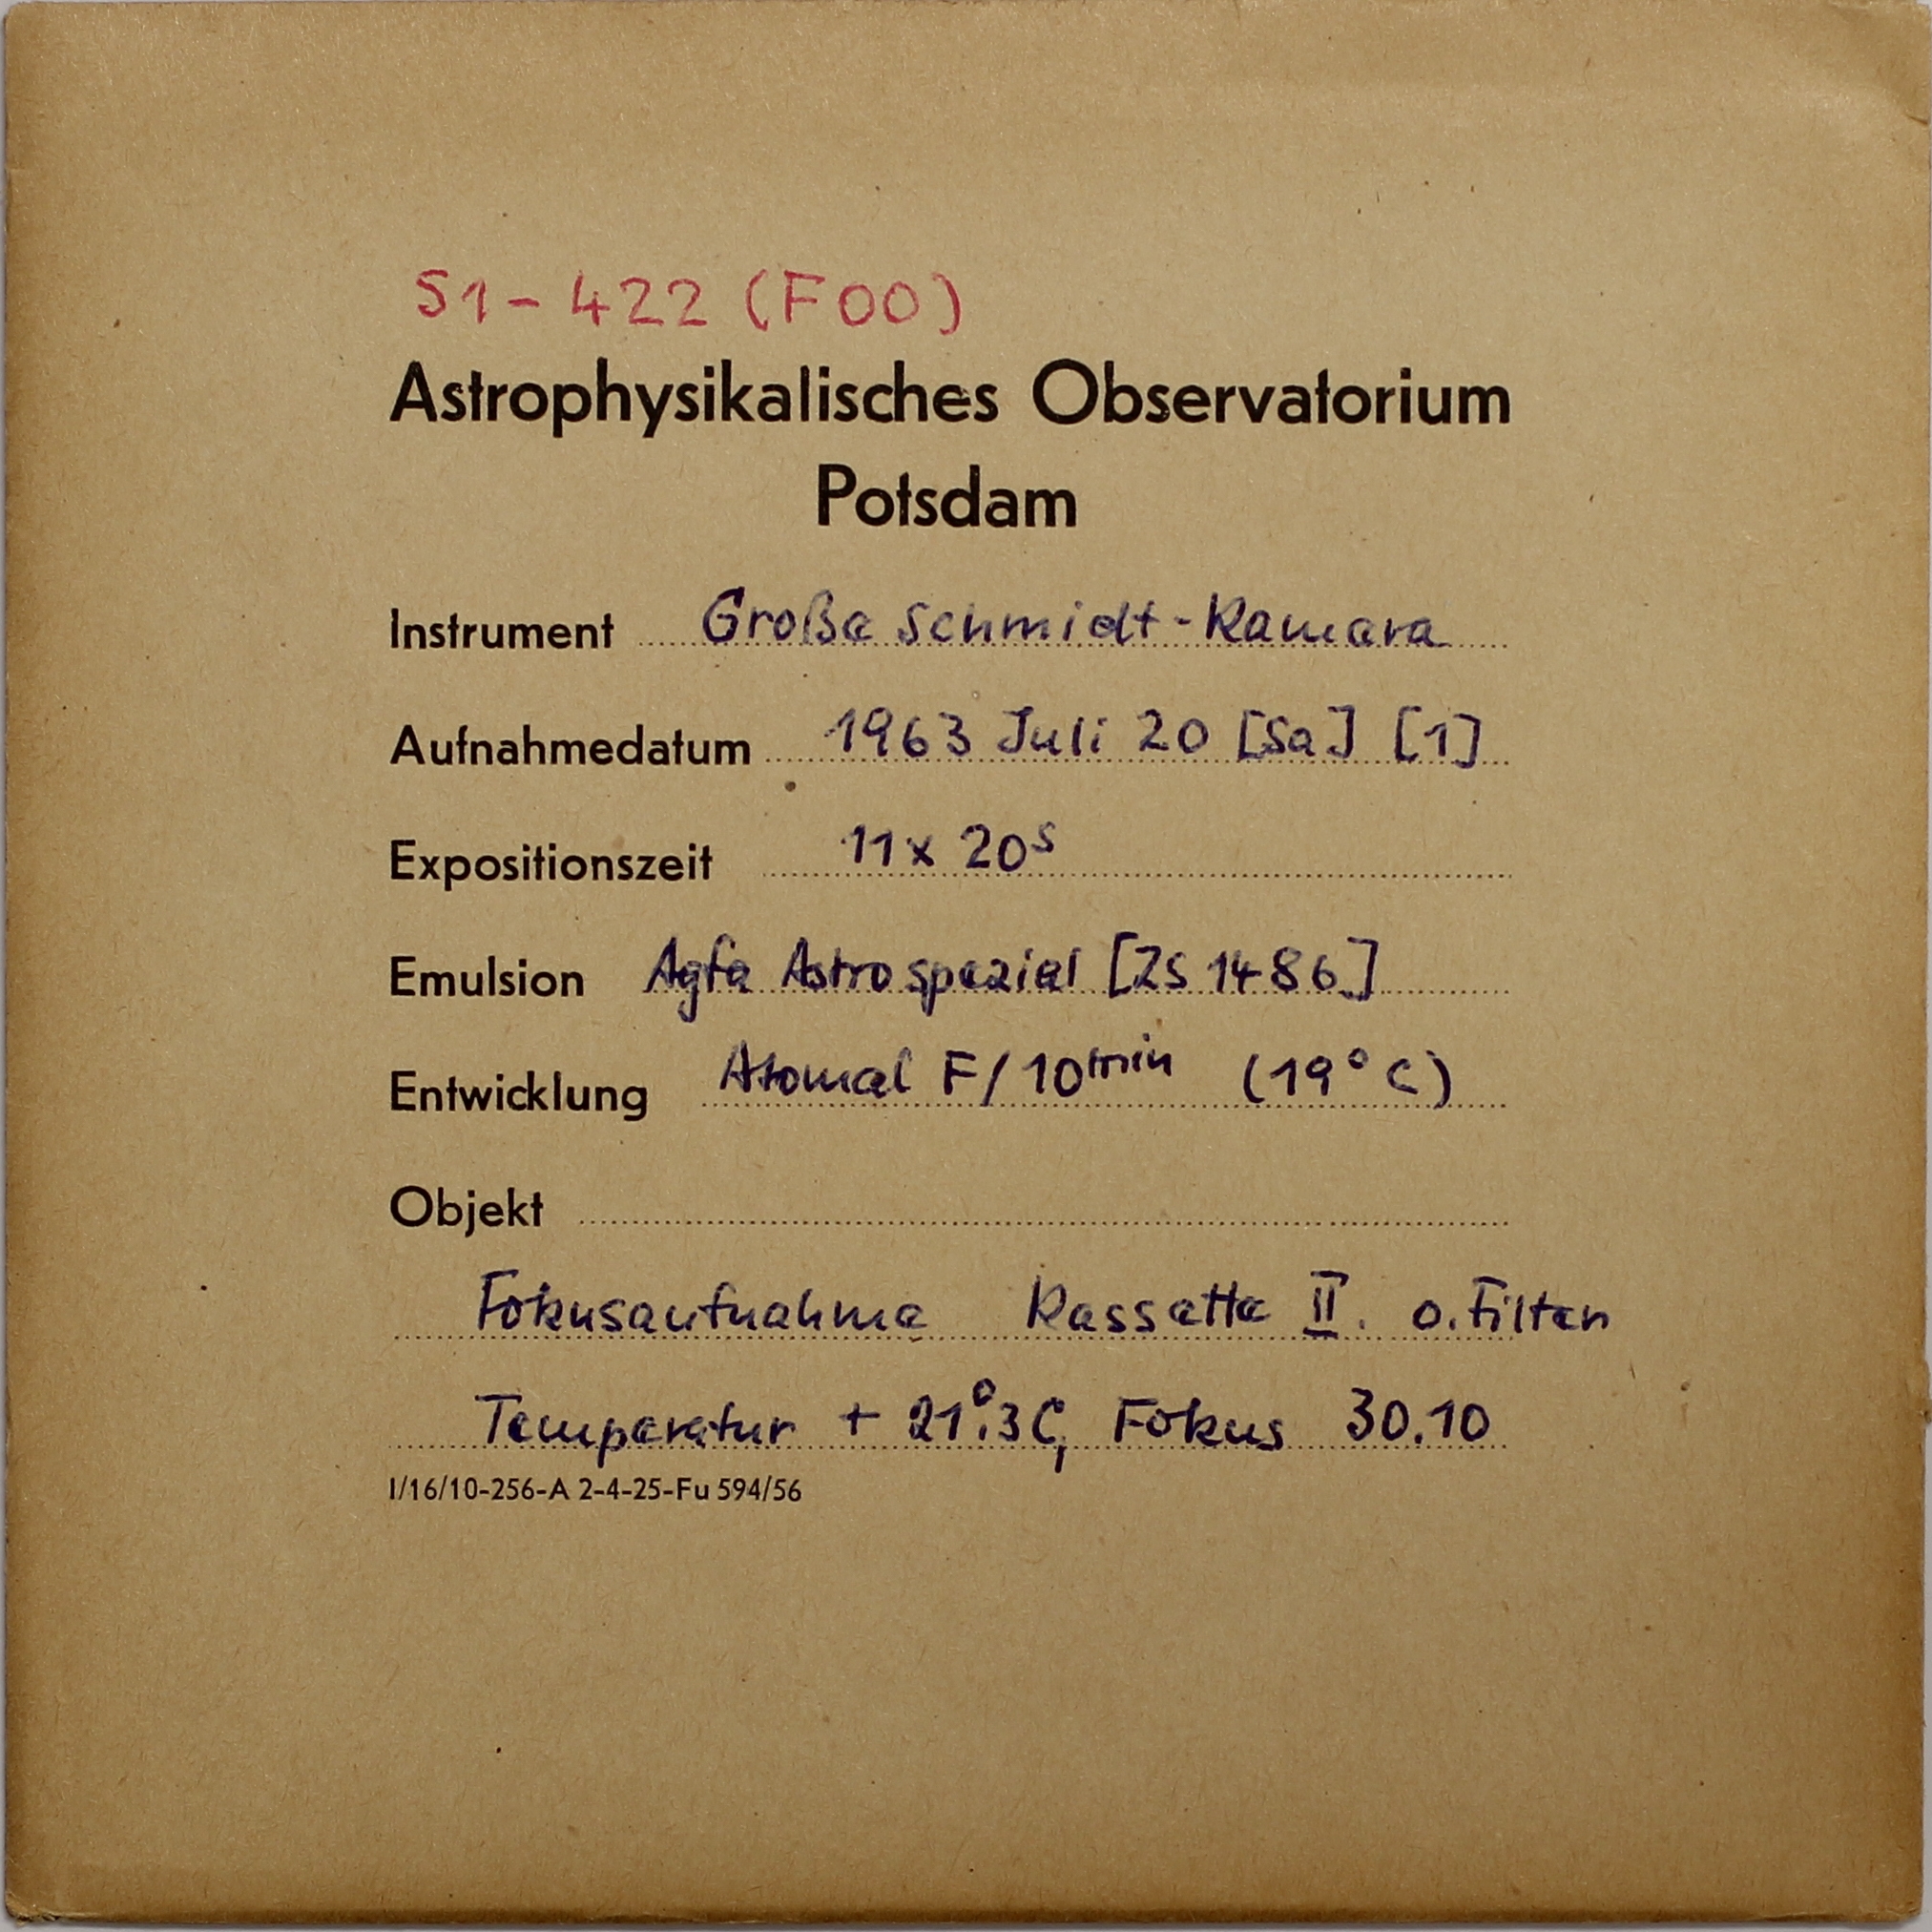 S1-422 (F00)
Astrophysikalisches Observatorium
Potsdam
Instrument Große Schmidt-Kamera
Aufnahmedatum 1963 Juli 20 [Sa] [1]
Expositionszeit 11x 20s
Emulsion Agfa Astrospezial [ZS 1486]
Entwicklung Atomal F/10min (19°C)
Objekt
Fokusaufnahme Kassette II. o. Filter
Temperatur + 21°.3C, Fokus 30.10
I/16/10-256-A 2-4-25-Fu 594/56